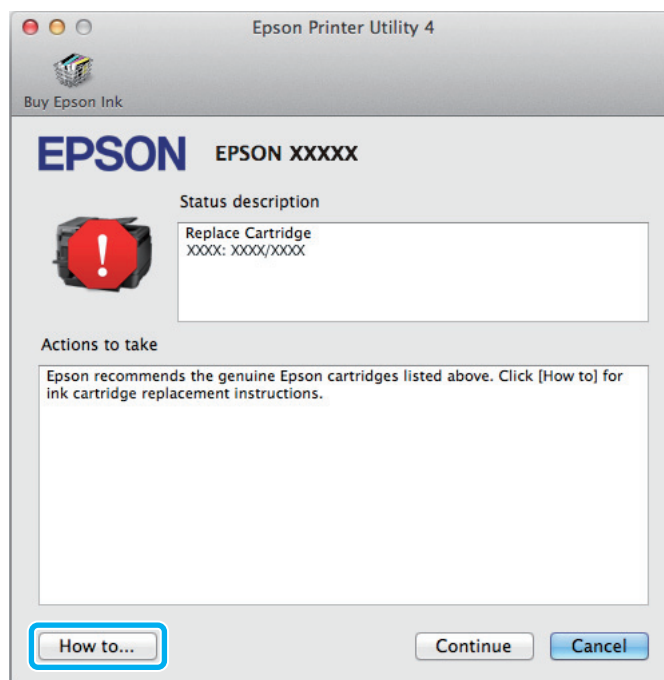 Epson Printer Utility 4
Buy Epson Ink
EPSON EPSON XXXXX
Status description
Replace Cartridge
XXXX: XXXX/XXXX
Actions to take
Epson recommends the genuine Epson cartridges listed above. Click [How to] for
ink cartridge replacement instructions.
How to... Continue Cancel